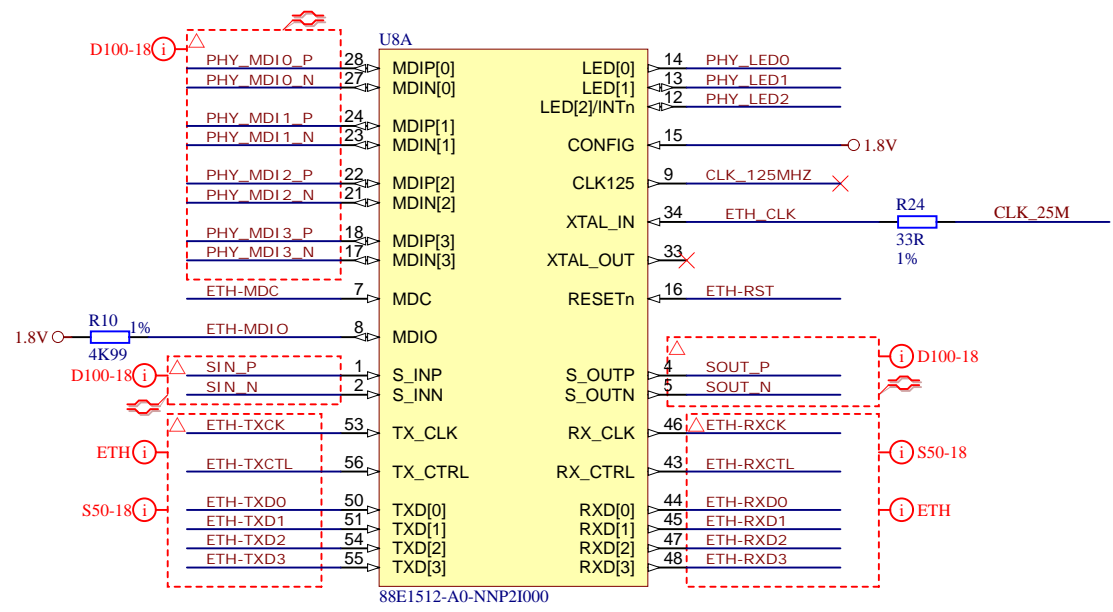 U8A
D100-18 i
PHY_MDI0_P 28 MDIP[0]
PHY_MDI0_N 27 MDIN[0]
PHY_MDI1_P 24 MDIP[1]
PHY_MDI1_N 23 MDIN[1]
PHY_MDI2_P 22 MDIP[2]
PHY_MDI2_N 21 MDIN[2]
PHY_MDI3_P 18 MDIP[3]
PHY_MDI3_N 17 MDIN[3]
ETH-MDC 7 MDC
R10
1.8V 1% ETH-MDIO 8 MDIO
4K99
D100-18 i
SIN_P 1 S_INP
SIN_N 2 S_INN
ETH-TXCK 53 TX_CLK
ETH i
ETH-TXCTL 56 TX_CTRL
S50-18 i
ETH-TXD0 50 TXD[0]
ETH-TXD1 51 TXD[1]
ETH-TXD2 54 TXD[2]
ETH-TXD3 55 TXD[3]
LED[0] 14 PHY_LED0
LED[1] 13 PHY_LED1
LED[2]/INTn 12 PHY_LED2
CONFIG 15 1.8V
CLK125 9 CLK_125MHZ
XTAL_IN 34 ETH_CLK R24 CLK_25M
33R
1%
XTAL_OUT 33
RESETn 16 ETH-RST
i D100-18
S_OUTP 4 SOUT_P
S_OUTN 5 SOUT_N
RX_CLK 46 ETH-RXCK
i S50-18
RX_CTRL 43 ETH-RXCTL
RXD[0] 44 ETH-RXD0
i ETH
RXD[1] 45 ETH-RXD1
RXD[2] 47 ETH-RXD2
RXD[3] 48 ETH-RXD3
88E1512-A0-NNP2I000